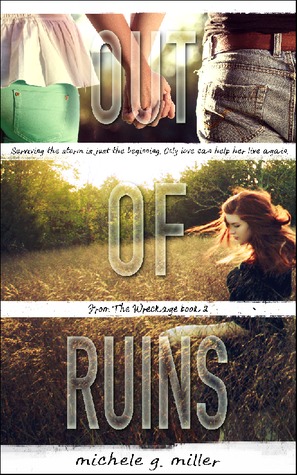 OUT
Surviving the storm is just the beginning. Only love can help her live again.
OF
From The Wreckage book 2
RUINS
michele g. miller